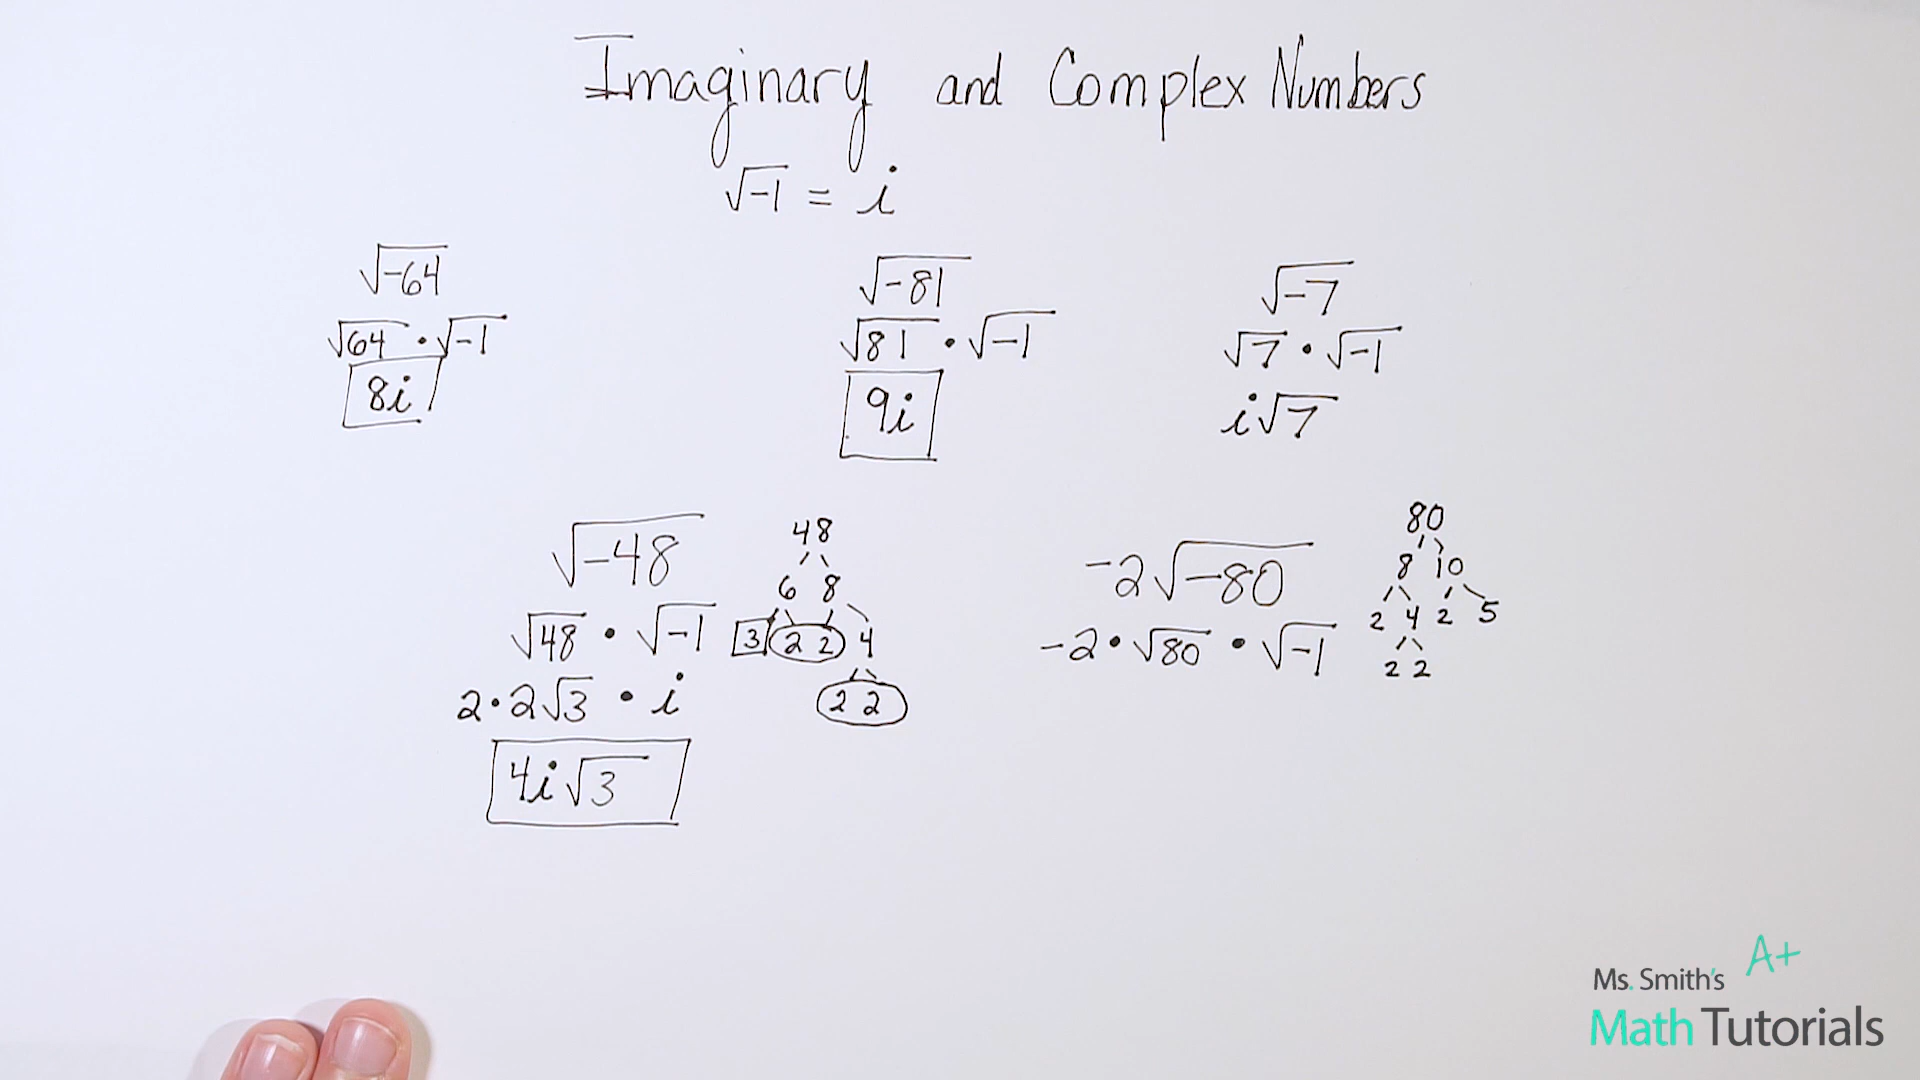 Imaginary and Complex Numbers
√-1 = i
√-64
√64 · √-1
8i
√-81
√81 · √-1
9i
√-7
√7 · √-1
i√7
√-48
√48 · √-1
2·2√3 · i
4i√3
48
6 8
3 2 2 4
2 2
-2√-80
-2 · √80 · √-1
80
8 10
2 4 2 5
2 2
A+
Ms. Smith's
Math Tutorials